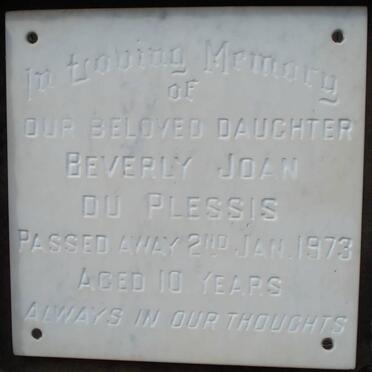 In Loving Memory
OF
OUR BELOVED DAUGHTER
BEVERLY JOAN
DU PLESSIS
PASSED AWAY 2ND JAN. 1973
AGED 10 YEARS
ALWAYS IN OUR THOUGHTS